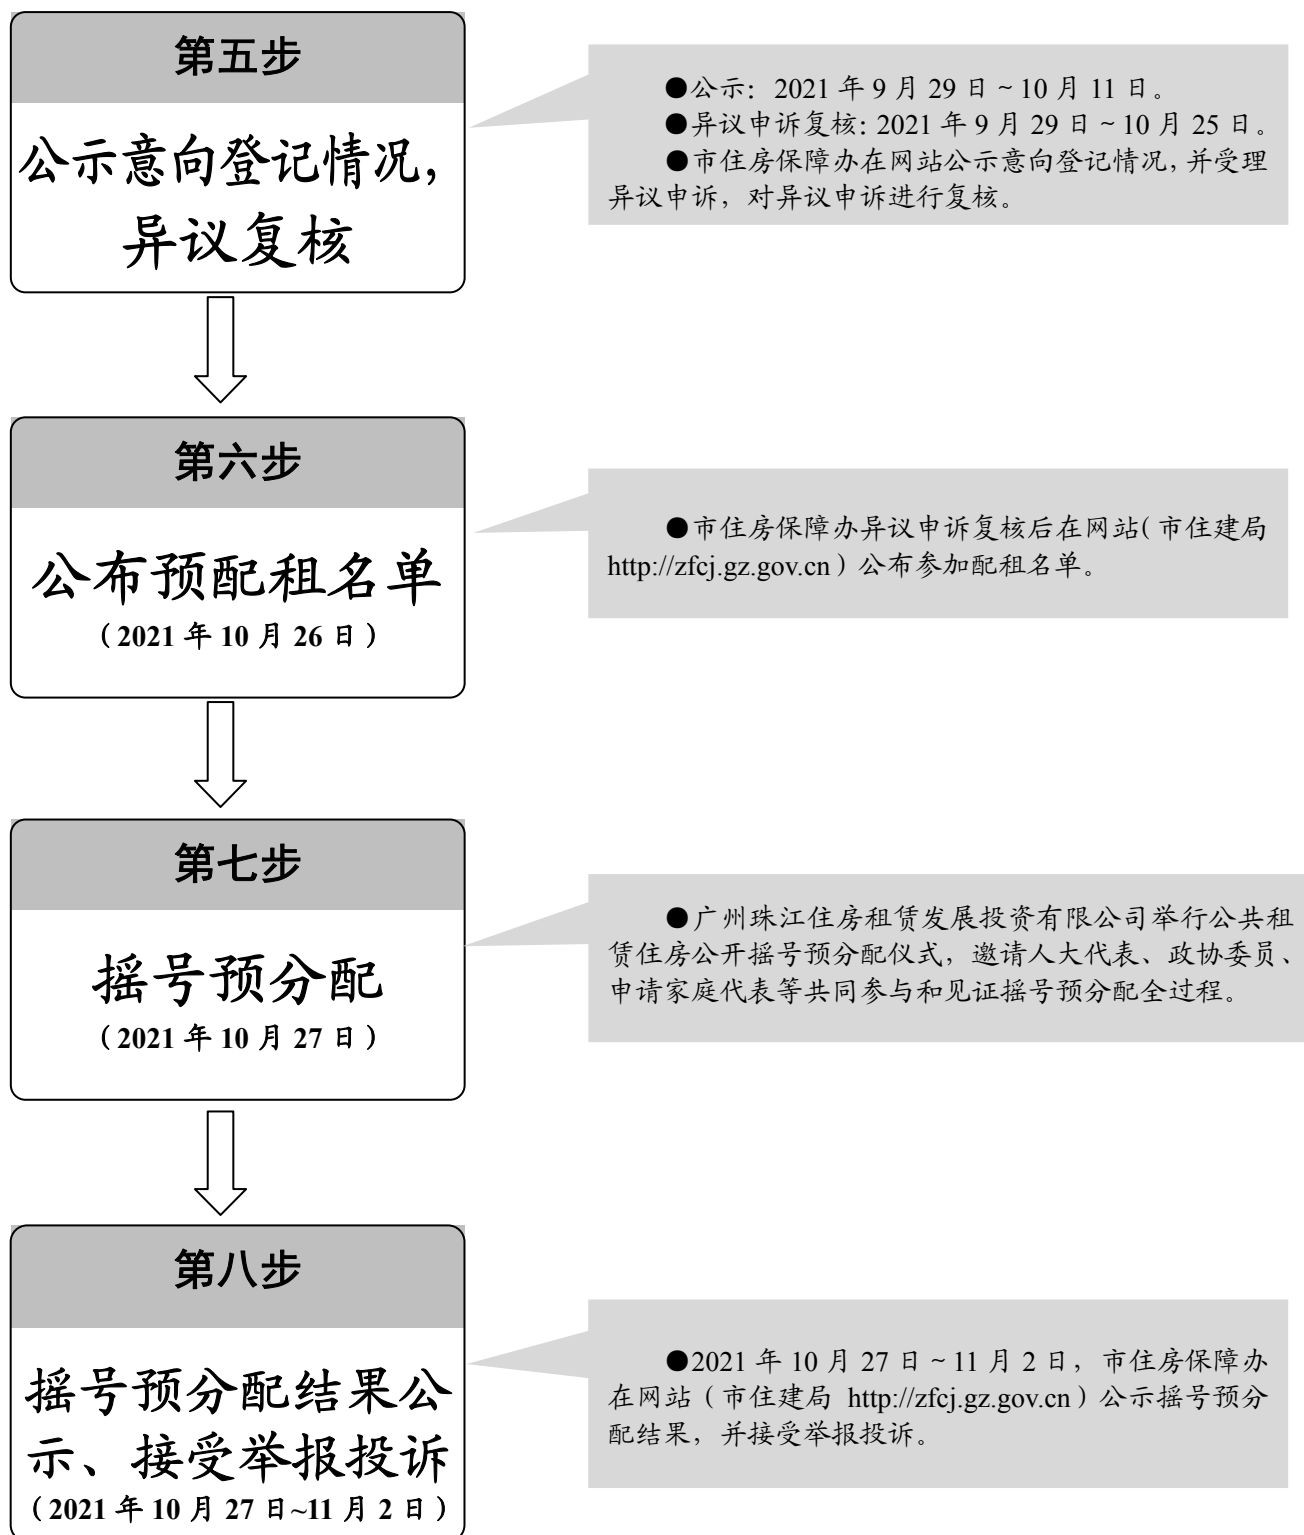 第五步
公示意向登记情况，
异议复核
●公示：2021 年 9 月 29 日～10 月 11 日。
●异议申诉复核：2021 年 9 月 29 日～10 月 25 日。
●市住房保障办在网站公示意向登记情况，并受理
异议申诉，对异议申诉进行复核。
第六步
公布预配租名单
（2021 年 10 月 26 日）
●市住房保障办异议申诉复核后在网站（市住建局
http://zfcj.gz.gov.cn）公布参加配租名单。
第七步
摇号预分配
（2021 年 10 月 27 日）
●广州珠江住房租赁发展投资有限公司举行公共租
赁住房公开摇号预分配仪式，邀请人大代表、政协委员、
申请家庭代表等共同参与和见证摇号预分配全过程。
第八步
摇号预分配结果公
示、接受举报投诉
（2021 年 10 月 27 日~11 月 2 日）
●2021 年 10 月 27 日～11 月 2 日，市住房保障办
在网站（市住建局 http://zfcj.gz.gov.cn）公示摇号预分
配结果，并接受举报投诉。